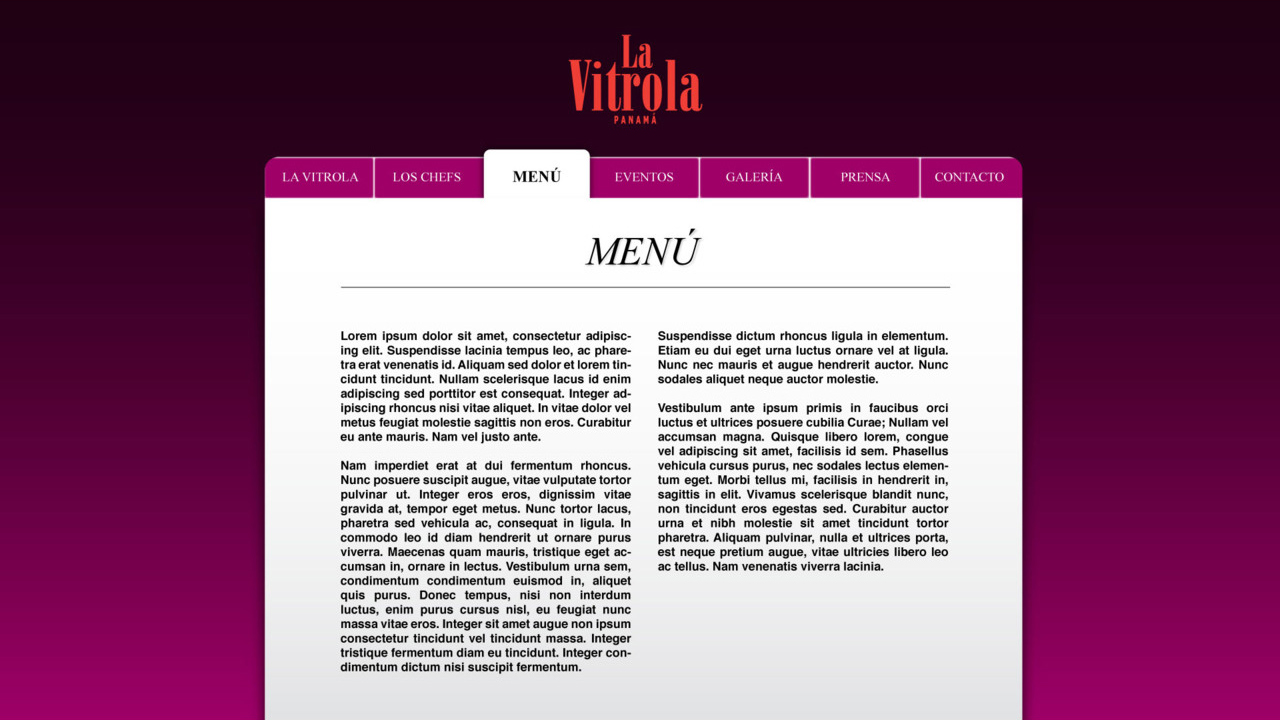 La
Vitrola
PANAMÁ
LA VITROLA
LOS CHEFS
MENÚ
EVENTOS
GALERÍA
PRENSA
CONTACTO
MENÚ
Lorem ipsum dolor sit amet, consectetur adipisc-
ing elit. Suspendisse lacinia tempus leo, ac phare-
tra erat venenatis id. Aliquam sed dolor et lorem tin-
cidunt tincidunt. Nullam scelerisque lacus id enim
adipiscing sed porttitor est consequat. Integer ad-
ipiscing rhoncus nisi vitae aliquet. In vitae dolor vel
metus feugiat molestie sagittis non eros. Curabitur
eu ante mauris. Nam vel justo ante.
Nam imperdiet erat at dui fermentum rhoncus.
Nunc posuere suscipit augue, vitae vulputate tortor
pulvinar ut. Integer eros eros, dignissim vitae
gravida at, tempor eget metus. Nunc tortor lacus,
pharetra sed vehicula ac, consequat in ligula. In
commodo leo id diam hendrerit ut ornare purus
viverra. Maecenas quam mauris, tristique eget ac-
cumsan in, ornare in lectus. Vestibulum urna sem,
condimentum condimentum euismod in, aliquet
quis purus. Donec tempus, nisi non interdum
luctus, enim purus cursus nisl, eu feugiat nunc
massa vitae eros. Integer sit amet augue non ipsum
consectetur tincidunt vel tincidunt massa. Integer
tristique fermentum diam eu tincidunt. Integer con-
dimentum dictum nisi suscipit fermentum.
Suspendisse dictum rhoncus ligula in elementum.
Etiam eu dui eget urna luctus ornare vel at ligula.
Nunc nec mauris et augue hendrerit auctor. Nunc
sodales aliquet neque auctor molestie.
Vestibulum ante ipsum primis in faucibus orci
luctus et ultrices posuere cubilia Curae; Nullam vel
accumsan magna. Quisque libero lorem, congue
vel adipiscing sit amet, facilisis id sem. Phasellus
vehicula cursus purus, nec sodales lectus elemen-
tum eget. Morbi tellus mi, facilisis in hendrerit in,
sagittis in elit. Vivamus scelerisque blandit nunc,
non tincidunt eros egestas sed. Curabitur auctor
urna et nibh molestie sit amet tincidunt tortor
pharetra. Aliquam pulvinar, nulla et ultrices porta,
est neque pretium augue, vitae ultricies libero leo
ac tellus. Nam venenatis viverra lacinia.